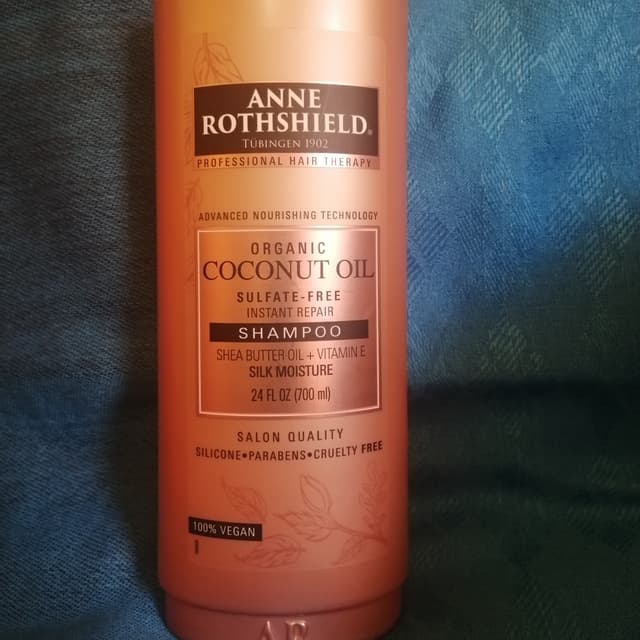 ANNE
ROTHSHIELD®
TÜBINGEN 1902
PROFESSIONAL HAIR THERAPY
ADVANCED NOURISHING TECHNOLOGY
ORGANIC
COCONUT OIL
SULFATE-FREE
INSTANT REPAIR
SHAMPOO
SHEA BUTTER OIL + VITAMIN E
SILK MOISTURE
24 FL OZ (700 ml)
SALON QUALITY
SILICONE•PARABENS•CRUELTY FREE
100% VEGAN
AR